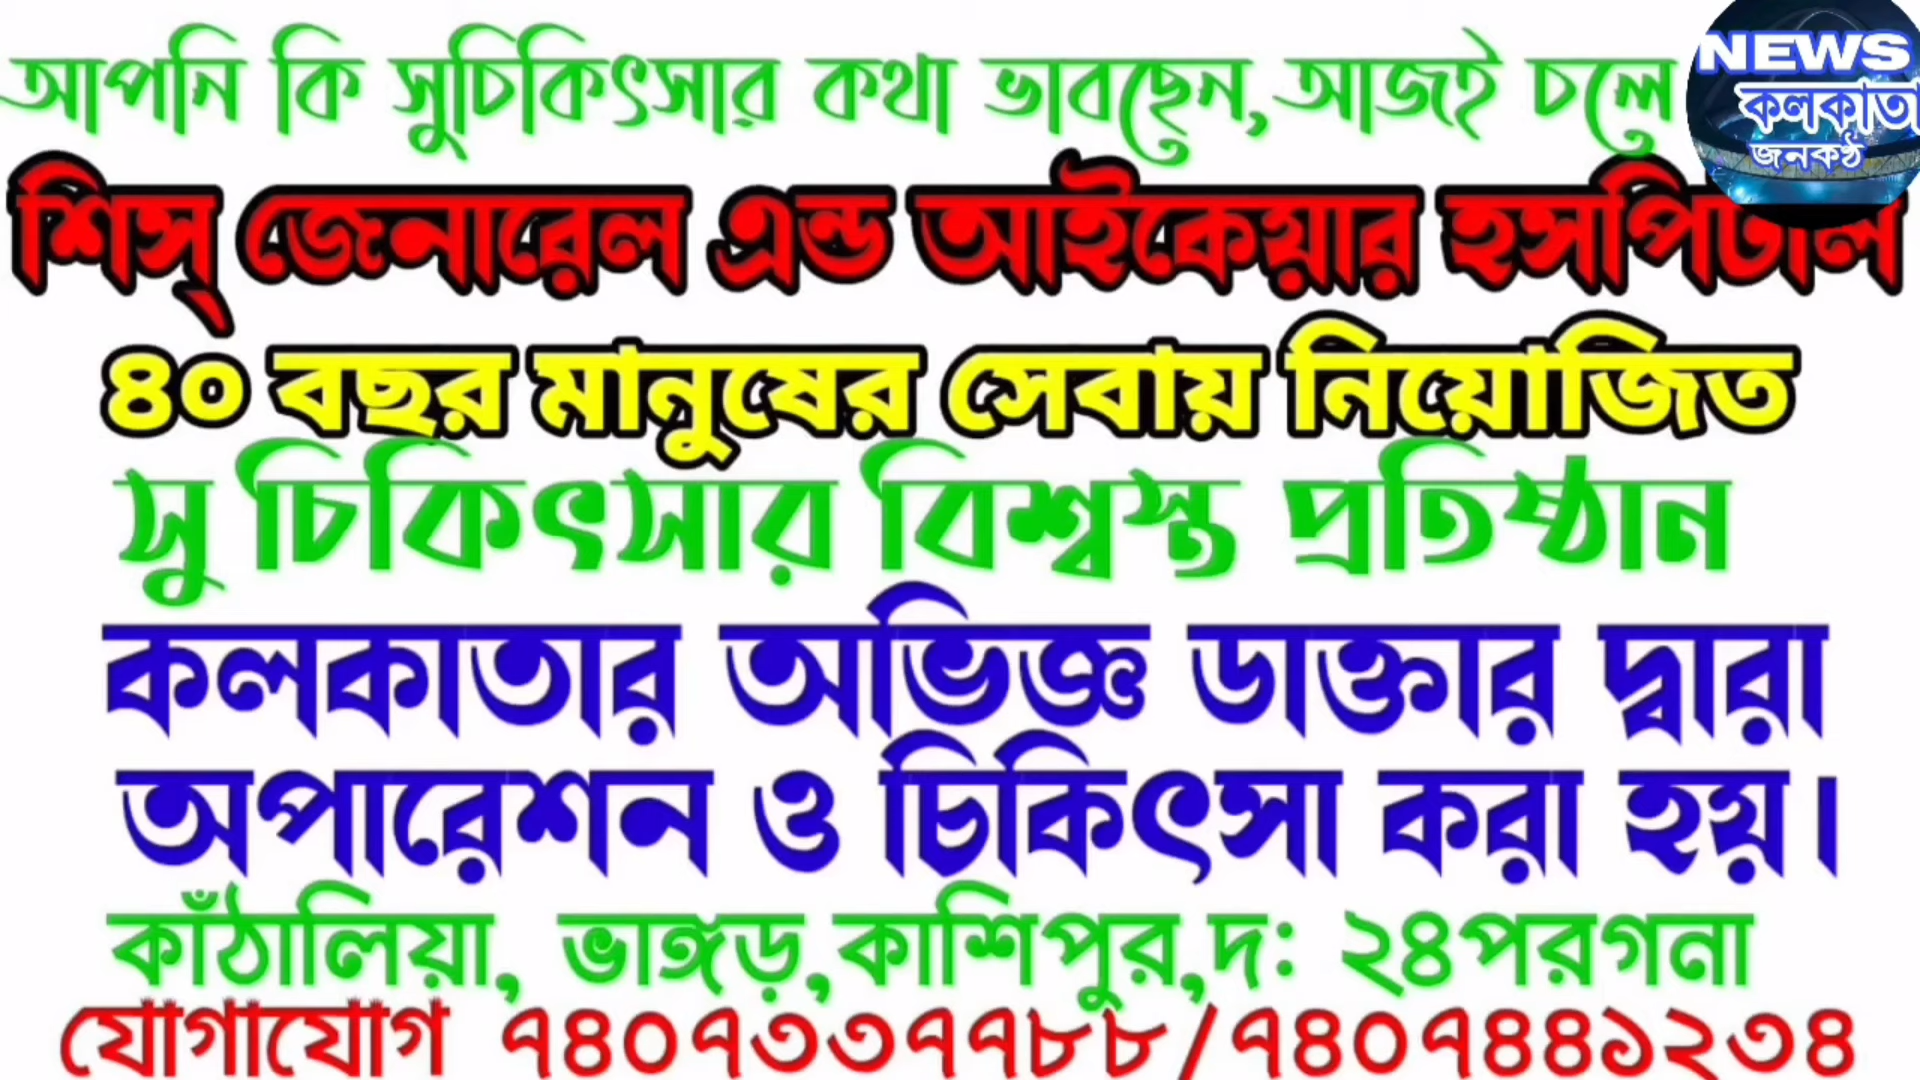 আপনি কি সুচিকিৎসার কথা ভাবছেন,আজই চলে
NEWS
কলকাতা
জনকন্ঠ
শিস্ জেনারেল এন্ড আইকেয়ার হসপিটাল
৪০ বছর মানুষের সেবায় নিয়োজিত
সু চিকিৎসার বিশ্বস্ত প্রতিষ্ঠান
কলকাতার অভিজ্ঞ ডাক্তার দ্বারা
অপারেশন ও চিকিৎসা করা হয়।
কাঁঠালিয়া, ভাঙ্গড়,কাশিপুর,দঃ ২৪পরগনা
যোগাযোগ ৭৪০৭৩৩৭৭৮৮/৭৪০৭৪৪১২৩৪